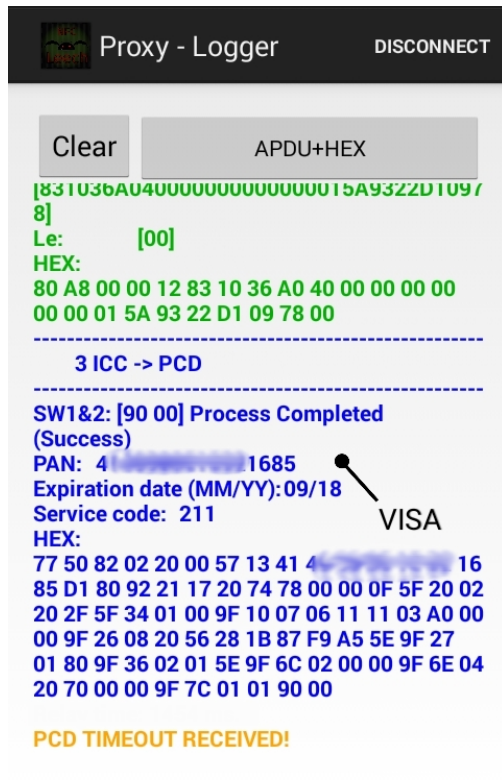 Proxy - Logger
DISCONNECT
Clear
APDU+HEX
[831036A0400000000000000015A9322D1097
8]
Le: [00]
HEX:
80 A8 00 00 12 83 10 36 A0 40 00 00 00 00
00 00 01 5A 93 22 D1 09 78 00
3 ICC -> PCD
SW1&2: [90 00] Process Completed
(Success)
PAN: 4 1685
Expiration date (MM/YY): 09/18
Service code: 211
VISA
HEX:
77 50 82 02 20 00 57 13 41 4 16
85 D1 80 92 21 17 20 74 78 00 00 0F 5F 20 02
20 2F 5F 34 01 00 9F 10 07 06 11 11 03 A0 00
00 9F 26 08 20 56 28 1B 87 F9 A5 5E 9F 27
01 80 9F 36 02 01 5E 9F 6C 02 00 00 9F 6E 04
20 70 00 00 9F 7C 01 01 90 00
PCD TIMEOUT RECEIVED!